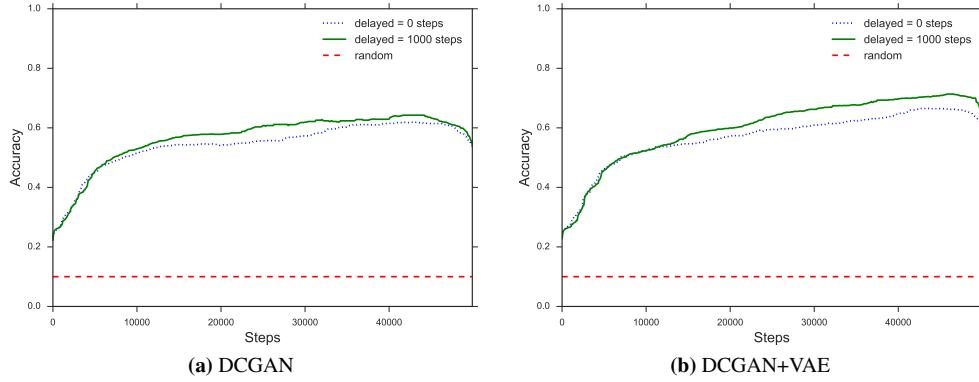 1.0
0.8
0.6
0.4
0.2
0.0
Accuracy
delayed = 0 steps
delayed = 1000 steps
random
0 10000 20000 30000 40000
Steps
(a) DCGAN
1.0
0.8
0.6
0.4
0.2
0.0
Accuracy
delayed = 0 steps
delayed = 1000 steps
random
0 10000 20000 30000 40000
Steps
(b) DCGAN+VAE